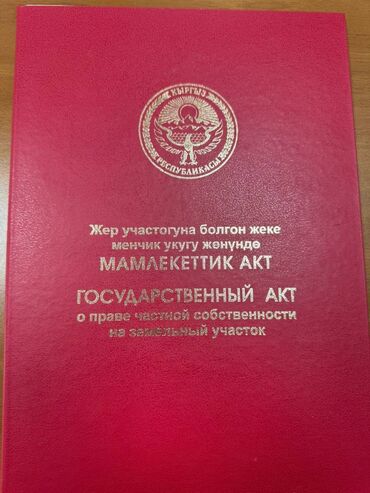 КЫРГЫЗ
РЕСПУБЛИКАСЫ
Жер участогуна болгон жеке
менчик укугу жөнүндө
МАМЛЕКЕТТИК АКТ
ГОСУДАРСТВЕННЫЙ АКТ
о праве частной собственности
на земельный участок